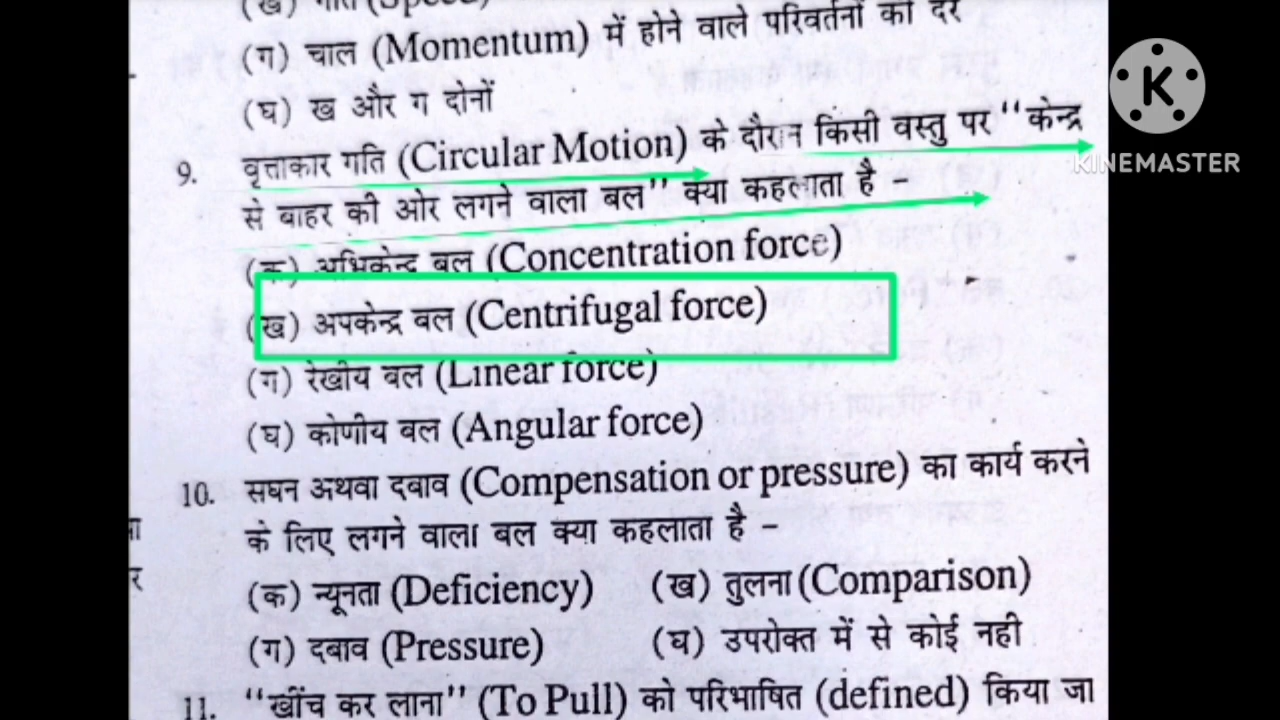 (ख) गति (Speed)
(ग) चाल (Momentum) में होने वाले परिवर्तनों की दर
(घ) ख और ग दोनों
9. वृत्ताकार गति (Circular Motion) के दौरान किसी वस्तु पर "केन्द्र
से बाहर की ओर लगने वाला बल" क्या कहलाता है –
(क) अभिकेन्द्र बल (Concentration force)
(ख) अपकेन्द्र बल (Centrifugal force)
(ग) रेखीय बल (Linear force)
(घ) कोणीय बल (Angular force)
10. सघन अथवा दबाव (Compensation or pressure) का कार्य करने
के लिए लगने वाला बल क्या कहलाता है –
(क) न्यूनता (Deficiency) (ख) तुलना (Comparison)
(ग) दबाव (Pressure) (घ) उपरोक्त में से कोई नही
11. "खींच कर लाना" (To Pull) को परिभाषित (defined) किया जा
K
KINEMASTER